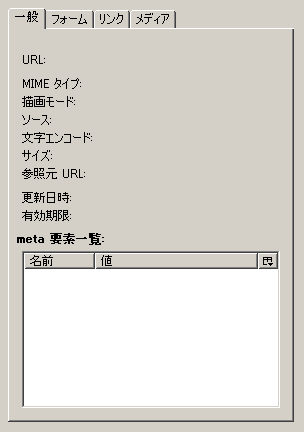 一般 フォーム リンク メディア
URL:
MIME タイプ:
描画モード:
ソース:
文字エンコード:
サイズ:
参照元 URL:
更新日時:
有効期限:
meta 要素一覧:
名前 値